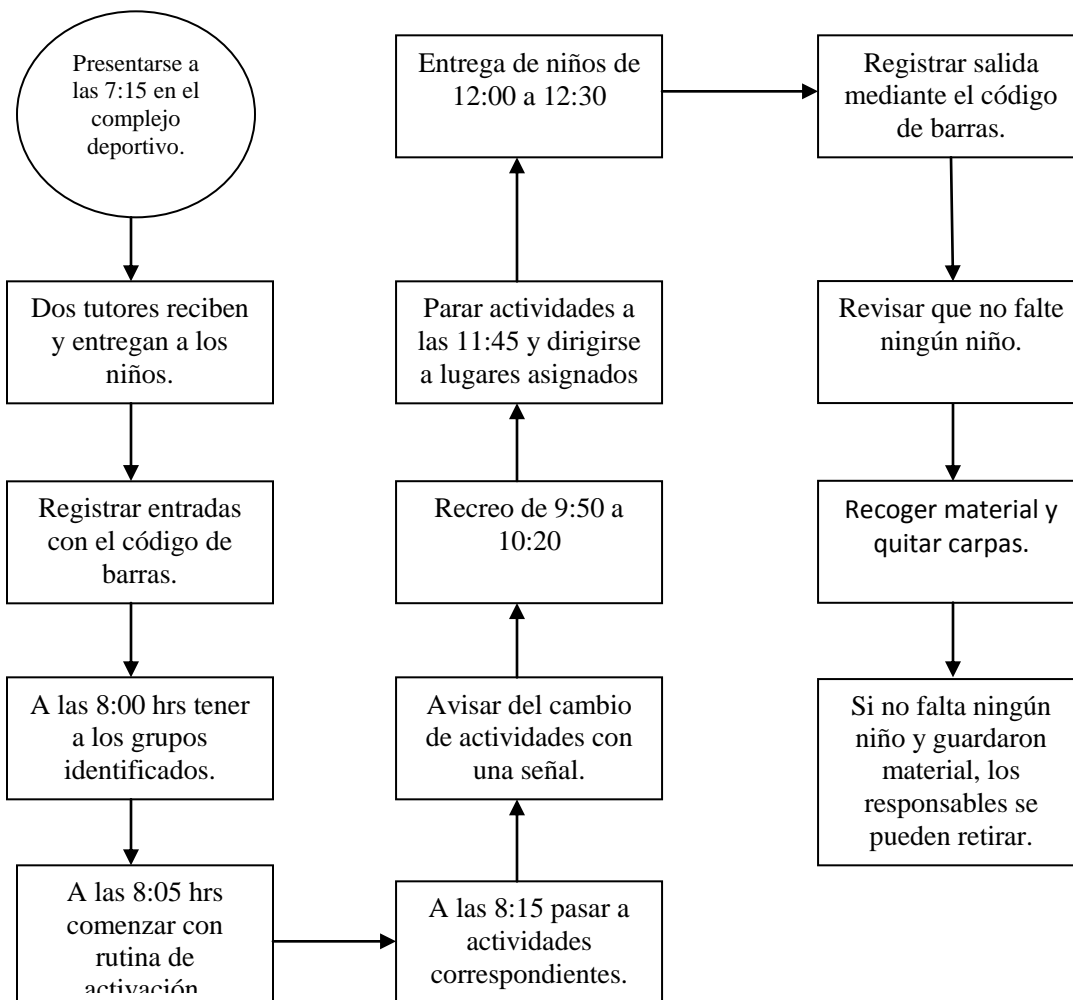 Presentarse a
las 7:15 en el
complejo
deportivo.
Dos tutores reciben
y entregan a los
niños.
Registrar entradas
con el código de
barras.
A las 8:00 hrs tener
a los grupos
identificados.
A las 8:05 hrs
comenzar con
rutina de
activación
A las 8:15 pasar a
actividades
correspondientes.
Avisar del cambio
de actividades con
una señal.
Recreo de 9:50 a
10:20
Parar actividades a
las 11:45 y dirigirse
a lugares asignados
Entrega de niños de
12:00 a 12:30
Registrar salida
mediante el código
de barras.
Revisar que no falte
ningún niño.
Recoger material y
quitar carpas.
Si no falta ningún
niño y guardaron
material, los
responsables se
pueden retirar.